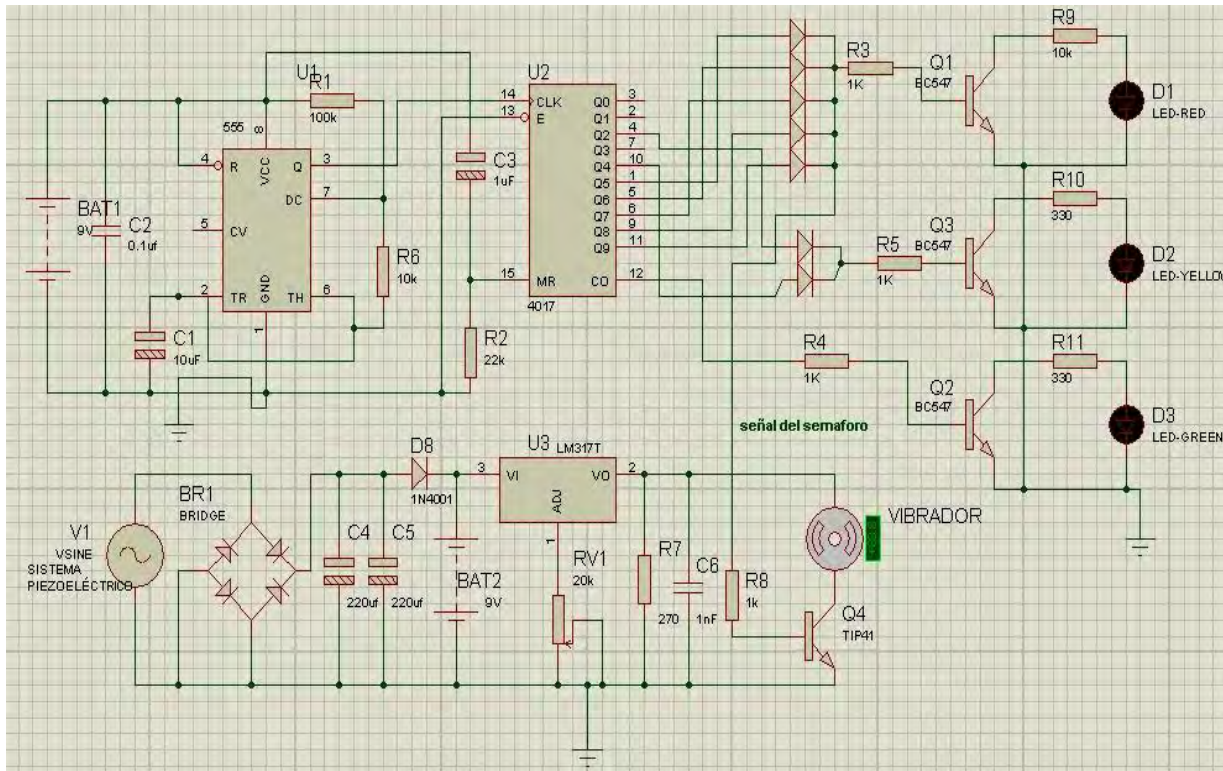 U1
R1
100k
555
8
4
R
VCC
Q
3
DC
7
5
CV
2
TR
GND
TH
6
1
BAT1
9V
C2
0.1uf
C1
10uF
R6
10k
C3
1uF
R2
22k
U2
14
CLK
13
E
15
MR
4017
Q0
3
Q1
2
Q2
4
Q3
7
Q4
10
Q5
1
Q6
5
Q7
6
Q8
9
Q9
11
CO
12
R3
1K
R5
1K
R4
1K
Q1
BC547
Q3
BC547
Q2
BC547
R9
10k
D1
LED-RED
R10
330
D2
LED-YELLOW
R11
330
D3
LED-GREEN
señal del semaforo
V1
VSINE
SISTEMA
PIEZOELÉCTRICO
BR1
BRIDGE
C4
220uf
C5
220uf
D8
1N4001
BAT2
9V
U3
LM317T
3
VI
VO
2
ADJ
1
RV1
20k
R7
270
C6
1nF
R8
1k
VIBRADOR
Q4
TIP41